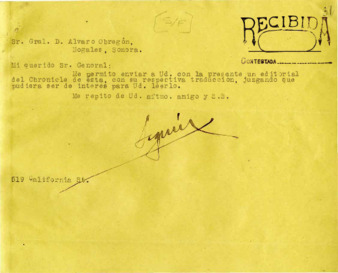 S/F
RECIBIDA
CONTESTADA
Sr. Gral. D. Alvaro Obregón,
Nogales, Sonora.
Mi querido Sr. General:
Me permito enviar a Ud. con la presente un editorial
del Chronicle de ésta, con su respectiva traducción, juzgando que
pudiera ser de interés para Ud. leerlo.
Me repito de Ud. aftmo. amigo y S.S.
519 California St.